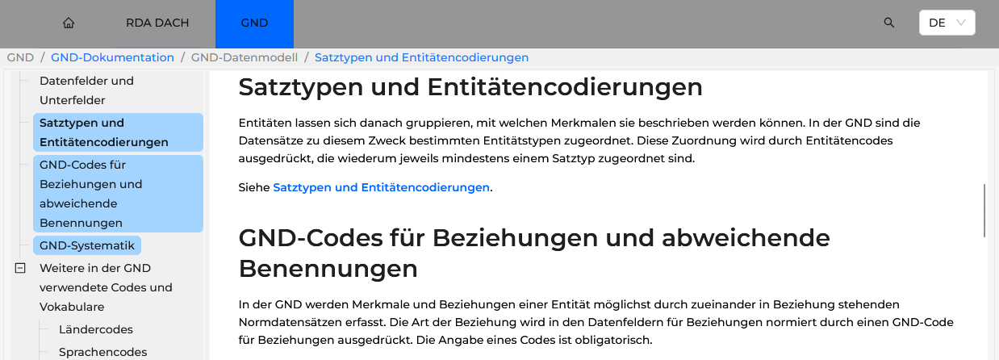 RDA DACH
GND
DE
GND / GND-Dokumentation / GND-Datenmodell / Satztypen und Entitätencodierungen
Datenfelder und
Unterfelder
Satztypen und
Entitätencodierungen
GND-Codes für
Beziehungen und
abweichende
Benennungen
GND-Systematik
Weitere in der GND
verwendete Codes und
Vokabulare
Ländercodes
Sprachencodes
Satztypen und Entitätencodierungen
Entitäten lassen sich danach gruppieren, mit welchen Merkmalen sie beschrieben werden können. In der GND sind die
Datensätze zu diesem Zweck bestimmten Entitätstypen zugeordnet. Diese Zuordnung wird durch Entitätencodes
ausgedrückt, die wiederum jeweils mindestens einem Satztyp zugeordnet sind.
Siehe Satztypen und Entitätencodierungen.
GND-Codes für Beziehungen und abweichende
Benennungen
In der GND werden Merkmale und Beziehungen einer Entität möglichst durch zueinander in Beziehung stehenden
Normdatensätzen erfasst. Die Art der Beziehung wird in den Datenfeldern für Beziehungen normiert durch einen GND-Code
für Beziehungen ausgedrückt. Die Angabe eines Codes ist obligatorisch.